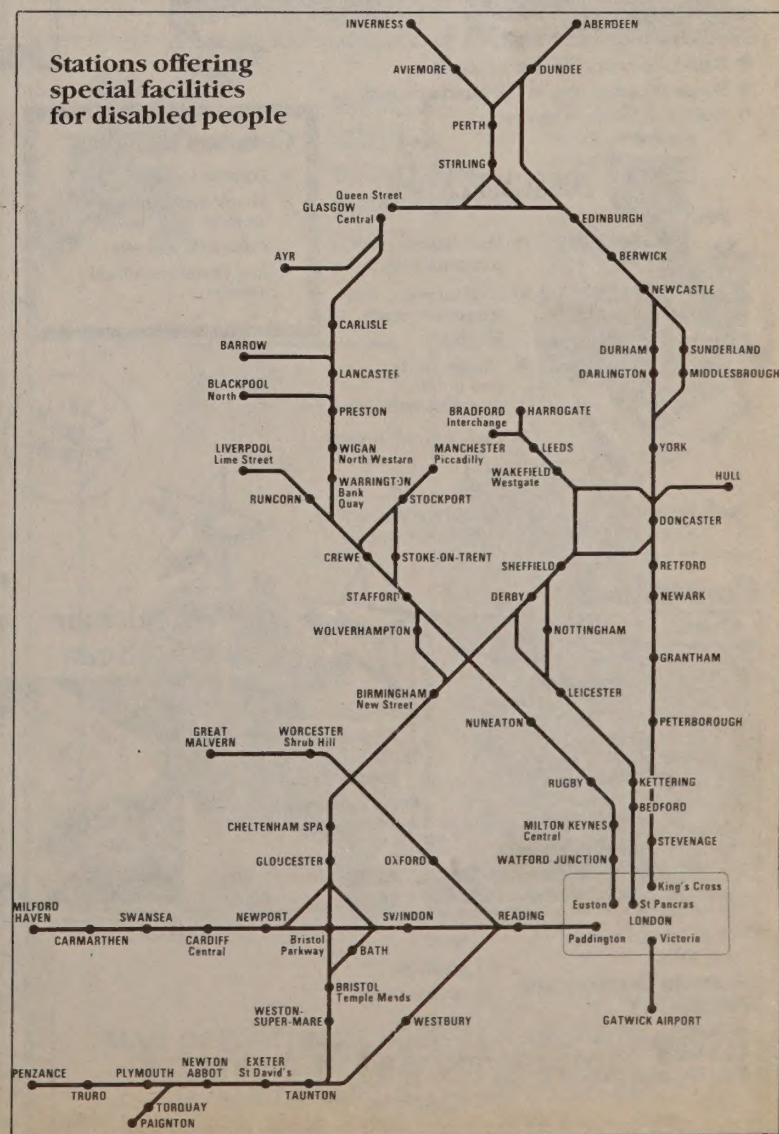 Stations offering
special facilities
for disabled people
INVERNESS
ABERDEEN
AVIEMORE
DUNDEE
PERTH
STIRLING
Queen Street
GLASGOW
Central
EDINBURGH
AYR
BERWICK
NEWCASTLE
CARLISLE
BARROW
DURHAM
SUNDERLAND
LANCASTER
DARLINGTON
MIDDLESBROUGH
BLACKPOOL
North
PRESTON
BRADFORD
Interchange
HARROGATE
LIVERPOOL
Lime Street
WIGAN
North Western
MANCHESTER
Piccadilly
LEEDS
YORK
WAKEFIELD
Westgate
HULL
RUNCORN
WARRINGTON
Bank
Quay
STOCKPORT
DONCASTER
CREWE
STOKE-ON-TRENT
SHEFFIELD
RETFORD
STAFFORD
DERBY
NEWARK
WOLVERHAMPTON
NOTTINGHAM
GRANTHAM
BIRMINGHAM
New Street
LEICESTER
GREAT
MALVERN
WORCESTER
Shrub Hill
NUNEATON
PETERBOROUGH
RUGBY
KETTERING
BEDFORD
CHELTENHAM SPA
MILTON KEYNES
Central
STEVENAGE
GLOUCESTER
OXFORD
WATFORD JUNCTION
King's Cross
Euston
St Pancras
LONDON
MILFORD
HAVEN
CARMARTHEN
SWANSEA
CARDIFF
Central
NEWPORT
Bristol
Parkway
SWINDON
READING
Paddington
Victoria
BATH
BRISTOL
Temple Meads
WESTON-
SUPER-MARE
WESTBURY
GATWICK AIRPORT
PENZANCE
TRURO
PLYMOUTH
NEWTON
ABBOT
EXETER
St David's
TAUNTON
TORQUAY
PAIGNTON